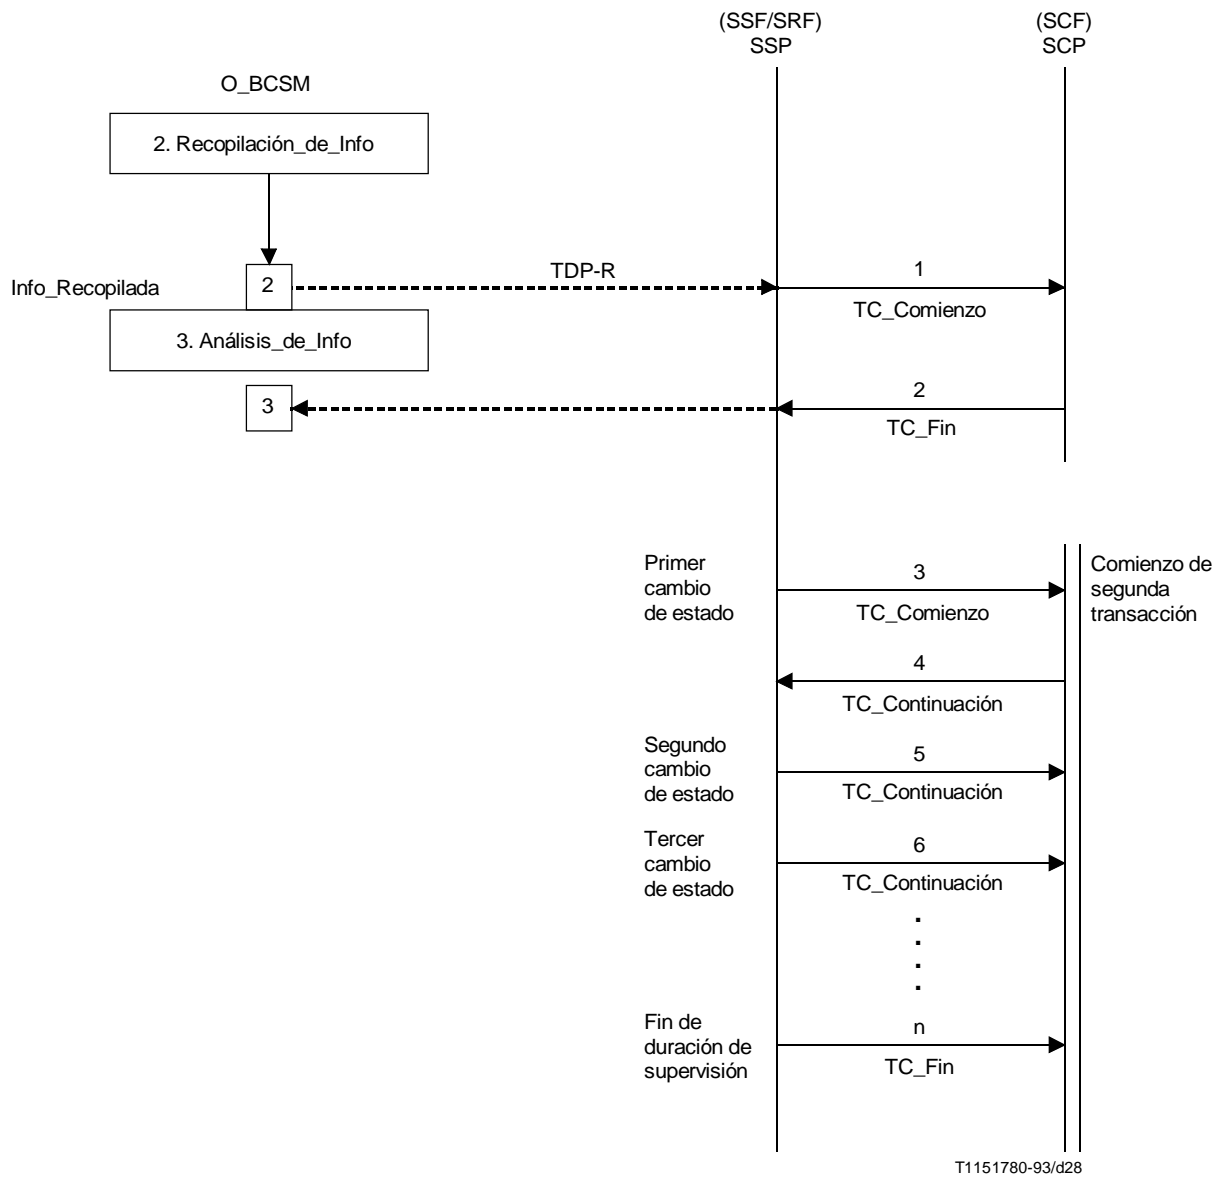 (SSF/SRF)
SSP
(SCF)
SCP
O_BCSM
2. Recopilación_de_Info
Info_Recopilada
2
TDP-R
1
TC_Comienzo
3. Análisis_de_Info
3
2
TC_Fin
Primer
cambio
de estado
3
TC_Comienzo
Comienzo de
segunda
transacción
4
TC_Continuación
Segundo
cambio
de estado
5
TC_Continuación
Tercer
cambio
de estado
6
TC_Continuación
Fin de
duración de
supervisión
n
TC_Fin
T1151780-93/d28